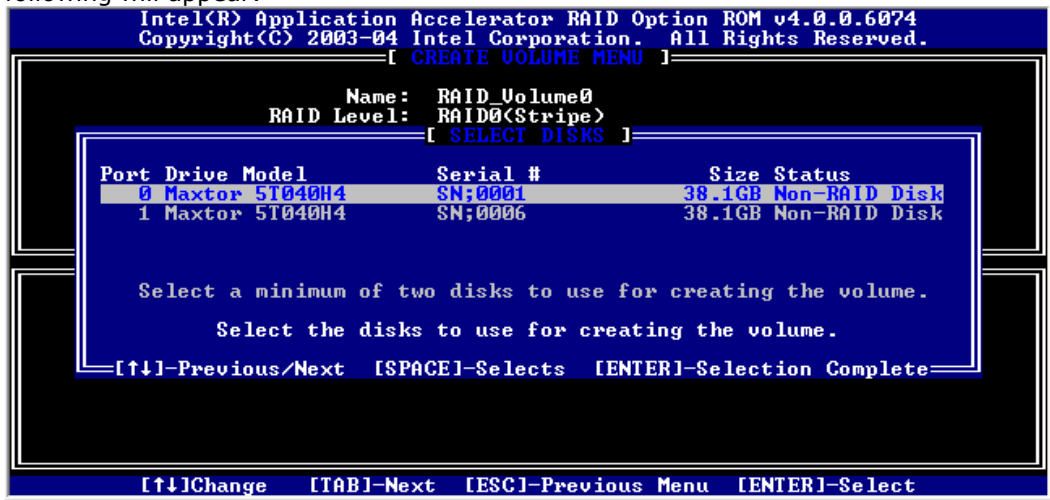 following will appear:
Intel(R) Application Accelerator RAID Option ROM v4.0.0.6074
Copyright(C) 2003-04 Intel Corporation.  All Rights Reserved.
[ CREATE VOLUME MENU ]
Name: RAID_Volume0
RAID Level: RAID0(Stripe)
[ SELECT DISKS ]
Port Drive Model Serial # Size Status
0 Maxtor 5T040H4 SN;0001 38.1GB Non-RAID Disk
1 Maxtor 5T040H4 SN;0006 38.1GB Non-RAID Disk
Select a minimum of two disks to use for creating the volume.
Select the disks to use for creating the volume.
[↑↓]-Previous/Next [SPACE]-Selects [ENTER]-Selection Complete
[↑↓]Change [TAB]-Next [ESC]-Previous Menu [ENTER]-Select